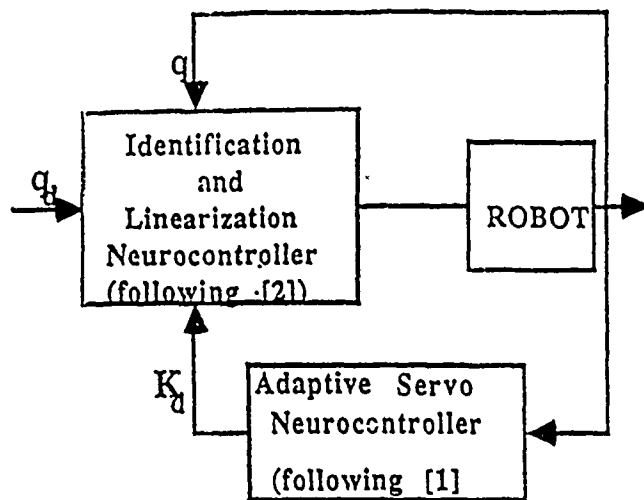 q
Identification
and
q_d
Linearization
ROBOT
Neurocontroller
(following [2])
K_d
Adaptive Servo
Neurocontroller
(following [1]